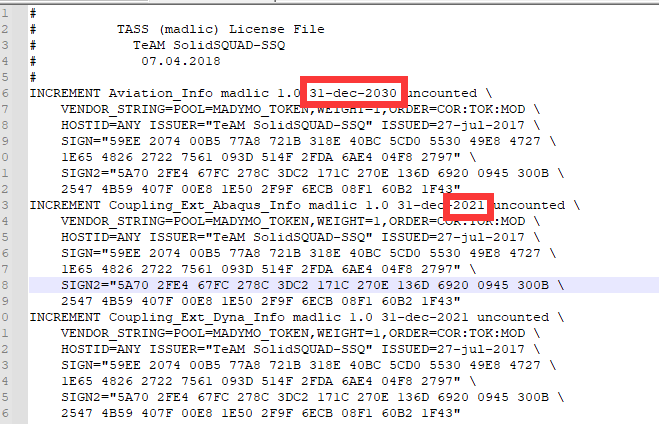 1 #
2 # TASS (madlic) License File
3 # TeAM SolidSQUAD-SSQ
4 # 07.04.2018
5 #
6 INCREMENT Aviation_Info madlic 1.0 31-dec-2030 uncounted \
7 VENDOR_STRING=POOL=MADYMO_TOKEN,WEIGHT=1,ORDER=COR:TOK:MOD \
8 HOSTID=ANY ISSUER="TeAM SolidSQUAD-SSQ" ISSUED=27-jul-2017 \
9 SIGN="59EE 2074 00B5 77A8 721B 318E 40BC 5CD0 5530 49E8 4727 \
0 1E65 4826 2722 7561 093D 514F 2FDA 6AE4 04F8 2797" \
1 SIGN2="5A70 2FE4 67FC 278C 3DC2 171C 270E 136D 6920 0945 300B \
2 2547 4B59 407F 00E8 1E50 2F9F 6ECB 08F1 60B2 1F43"
3 INCREMENT Coupling_Ext_Abaqus_Info madlic 1.0 31-dec-2021 uncounted \
4 VENDOR_STRING=POOL=MADYMO_TOKEN,WEIGHT=1,ORDER=COR:TOK:MOD \
5 HOSTID=ANY ISSUER="TeAM SolidSQUAD-SSQ" ISSUED=27-jul-2017 \
6 SIGN="59EE 2074 00B5 77A8 721B 318E 40BC 5CD0 5530 49E8 4727 \
7 1E65 4826 2722 7561 093D 514F 2FDA 6AE4 04F8 2797" \
8 SIGN2="5A70 2FE4 67FC 278C 3DC2 171C 270E 136D 6920 0945 300B \
9 2547 4B59 407F 00E8 1E50 2F9F 6ECB 08F1 60B2 1F43"
0 INCREMENT Coupling_Ext_Dyna_Info madlic 1.0 31-dec-2021 uncounted \
1 VENDOR_STRING=POOL=MADYMO_TOKEN,WEIGHT=1,ORDER=COR:TOK:MOD \
2 HOSTID=ANY ISSUER="TeAM SolidSQUAD-SSQ" ISSUED=27-jul-2017 \
3 SIGN="59EE 2074 00B5 77A8 721B 318E 40BC 5CD0 5530 49E8 4727 \
4 1E65 4826 2722 7561 093D 514F 2FDA 6AE4 04F8 2797" \
5 SIGN2="5A70 2FE4 67FC 278C 3DC2 171C 270E 136D 6920 0945 300B \
6 2547 4B59 407F 00E8 1E50 2F9F 6ECB 08F1 60B2 1F43"